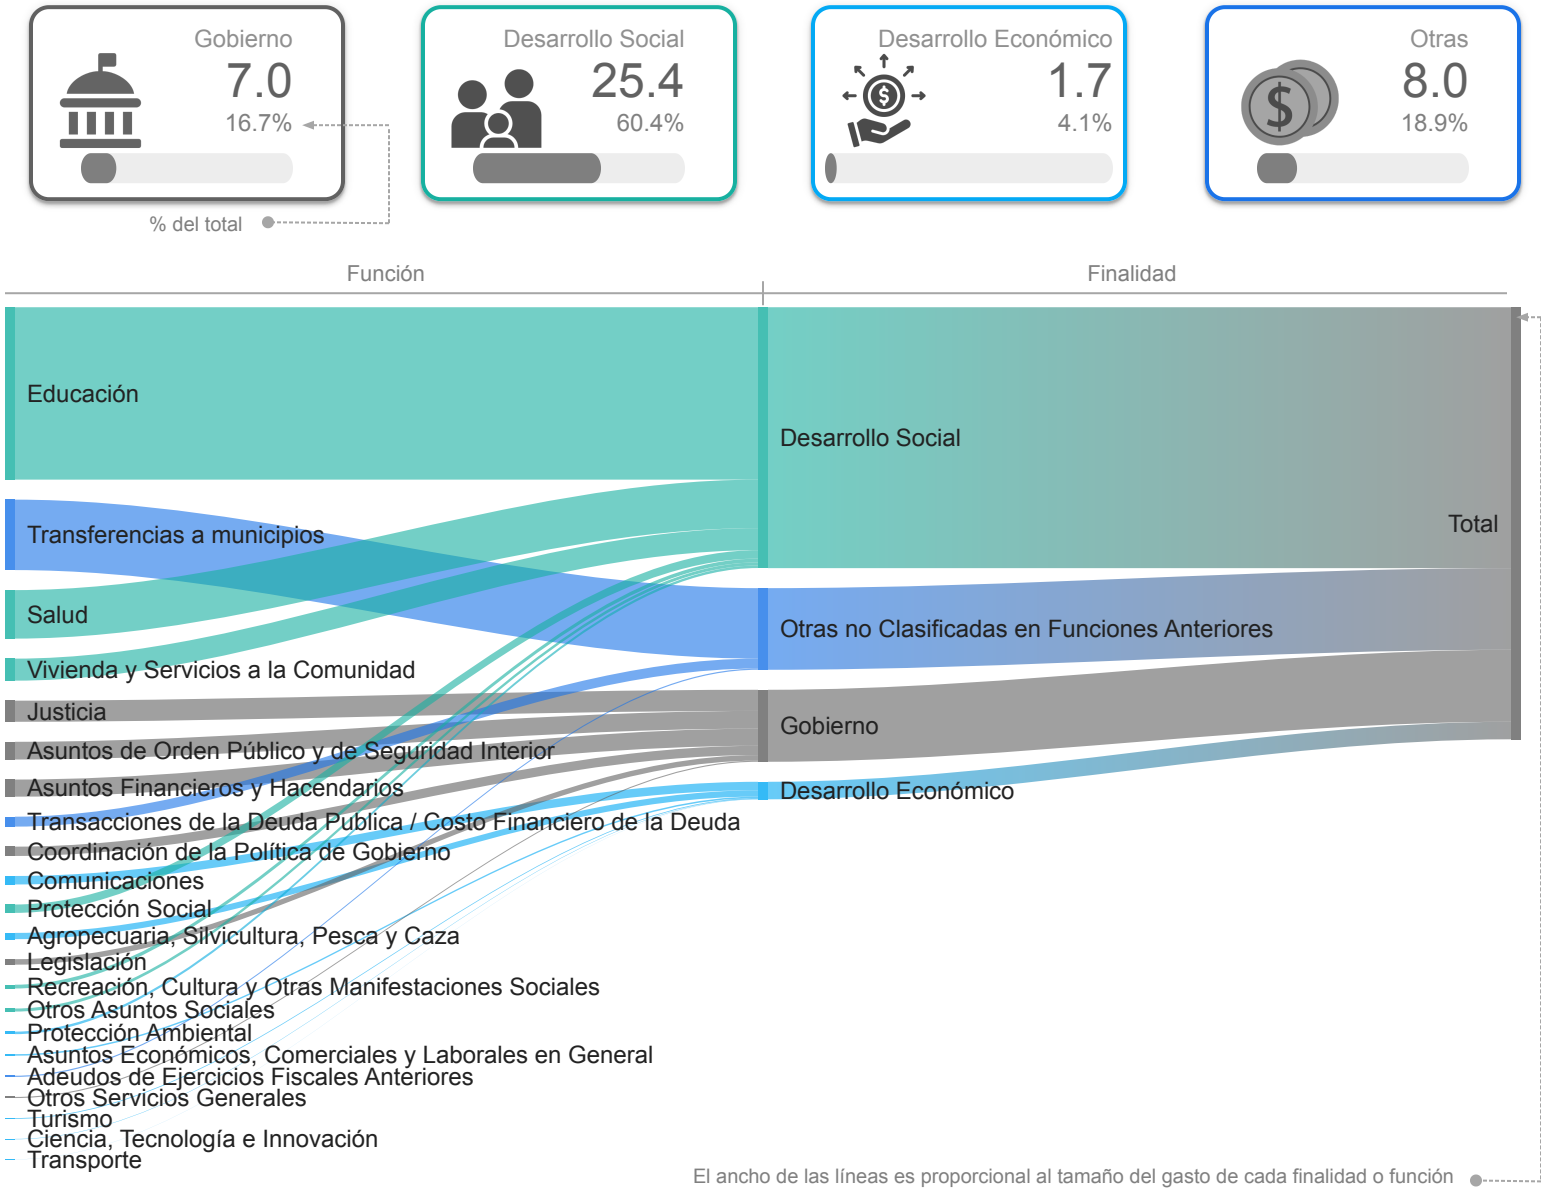 Gobierno
7.0
16.7%
Desarrollo Social
25.4
60.4%
Desarrollo Económico
1.7
4.1%
Otras
8.0
18.9%
% del total
Función
Finalidad
Educación
Transferencias a municipios
Salud
Vivienda y Servicios a la Comunidad
Justicia
Asuntos de Orden Público y de Seguridad Interior
Asuntos Financieros y Hacendarios
Transacciones de la Deuda Publica / Costo Financiero de la Deuda
Coordinación de la Política de Gobierno
Comunicaciones
Protección Social
Agropecuaria, Silvicultura, Pesca y Caza
Legislación
Recreación, Cultura y Otras Manifestaciones Sociales
Otros Asuntos Sociales
Protección Ambiental
Asuntos Económicos, Comerciales y Laborales en General
Adeudos de Ejercicios Fiscales Anteriores
Otros Servicios Generales
Turismo
Ciencia, Tecnología e Innovación
Transporte
Desarrollo Social
Otras no Clasificadas en Funciones Anteriores
Gobierno
Desarrollo Económico
Total
El ancho de las líneas es proporcional al tamaño del gasto de cada finalidad o función